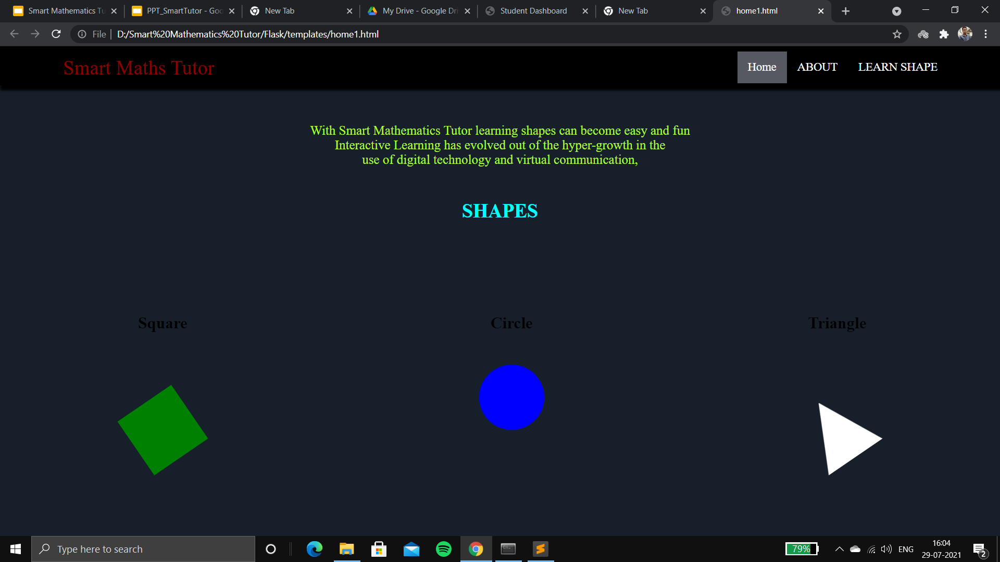 Smart Mathematics Tu
PPT_SmartTutor - Goo
New Tab
My Drive - Google Dri
Student Dashboard
New Tab
home1.html
File
D:/Smart%20Mathematics%20Tutor/Flask/templates/home1.html
Smart Maths Tutor
Home
ABOUT
LEARN SHAPE
With Smart Mathematics Tutor learning shapes can become easy and fun
Interactive Learning has evolved out of the hyper-growth in the
use of digital technology and virtual communication,
SHAPES
Square
Circle
Triangle
Type here to search
79%
ENG
16:04
29-07-2021
2